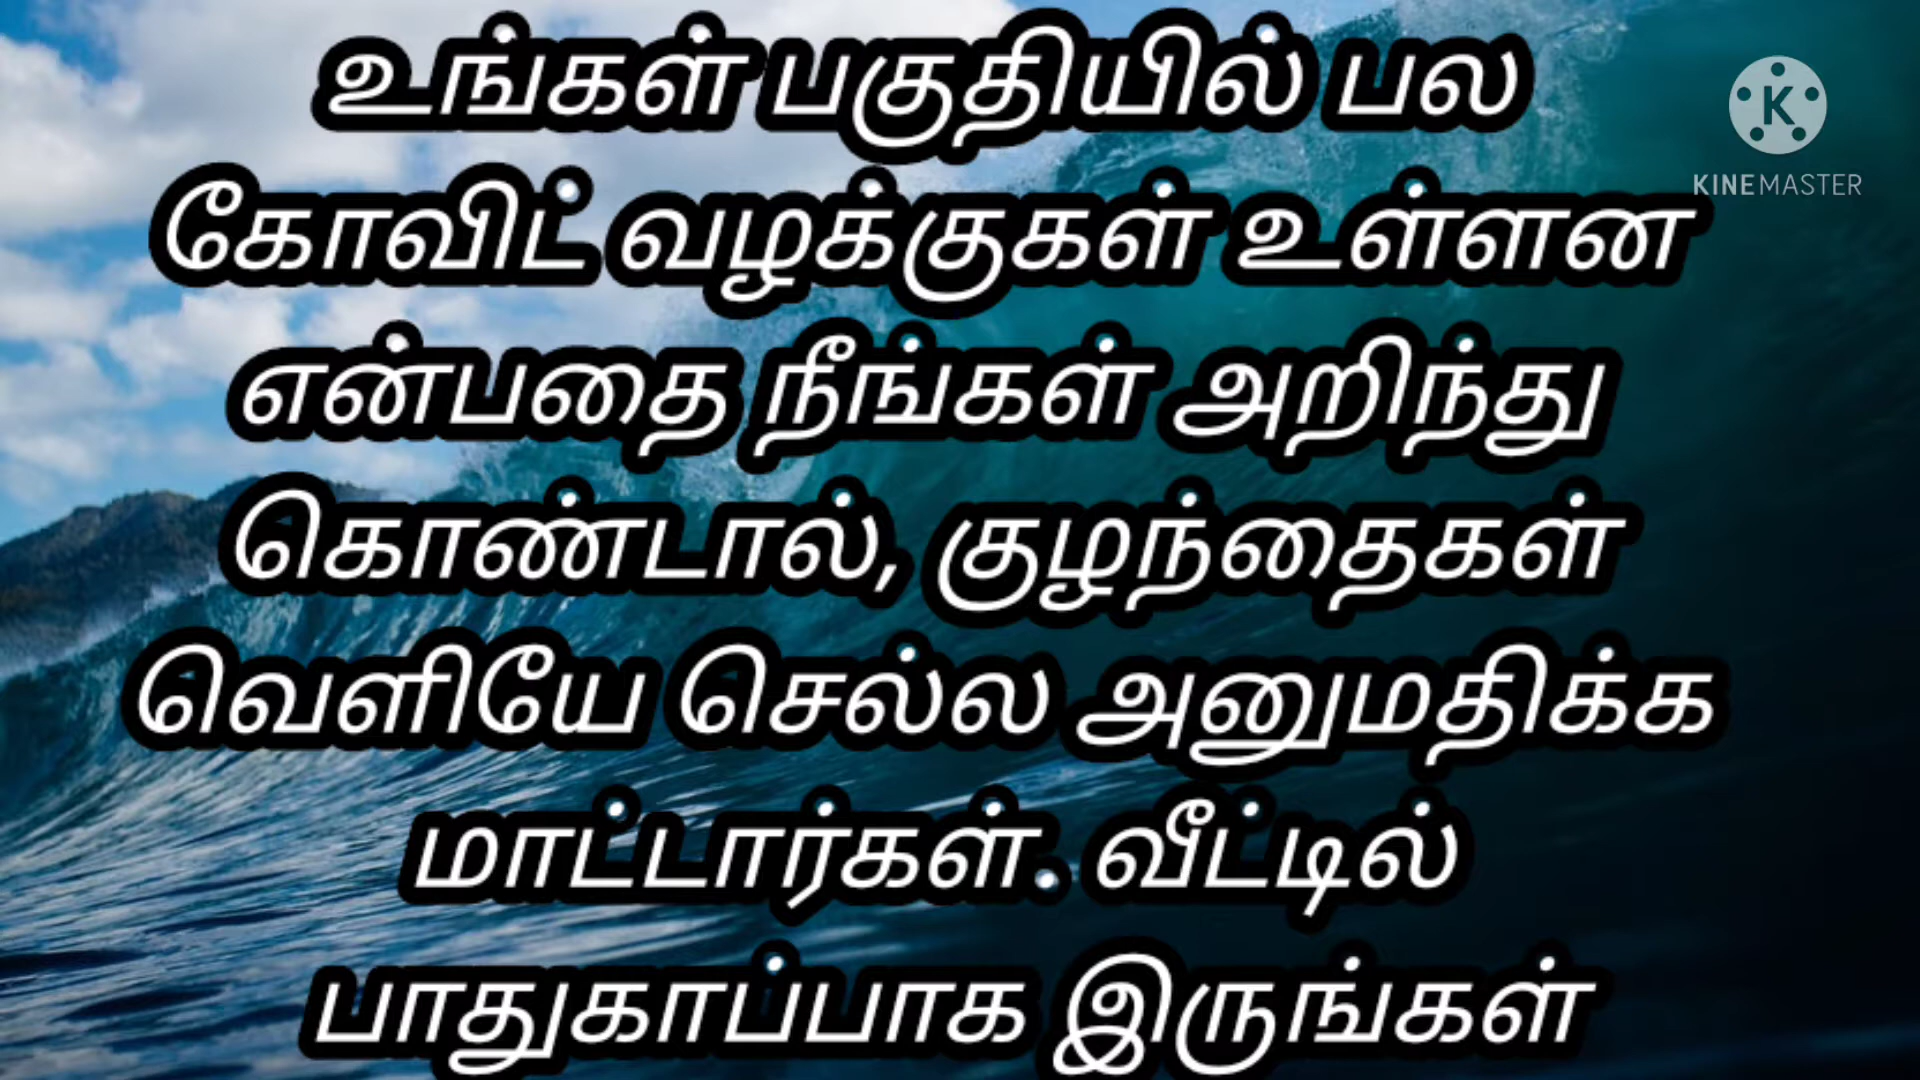 உங்கள் பகுதியில் பல
கோவிட் வழக்குகள் உள்ளன
என்பதை நீங்கள் அறிந்து
கொண்டால், குழந்தைகள்
வெளியே செல்ல அனுமதிக்க
மாட்டார்கள். வீட்டில்
பாதுகாப்பாக இருங்கள்
K
KINEMASTER